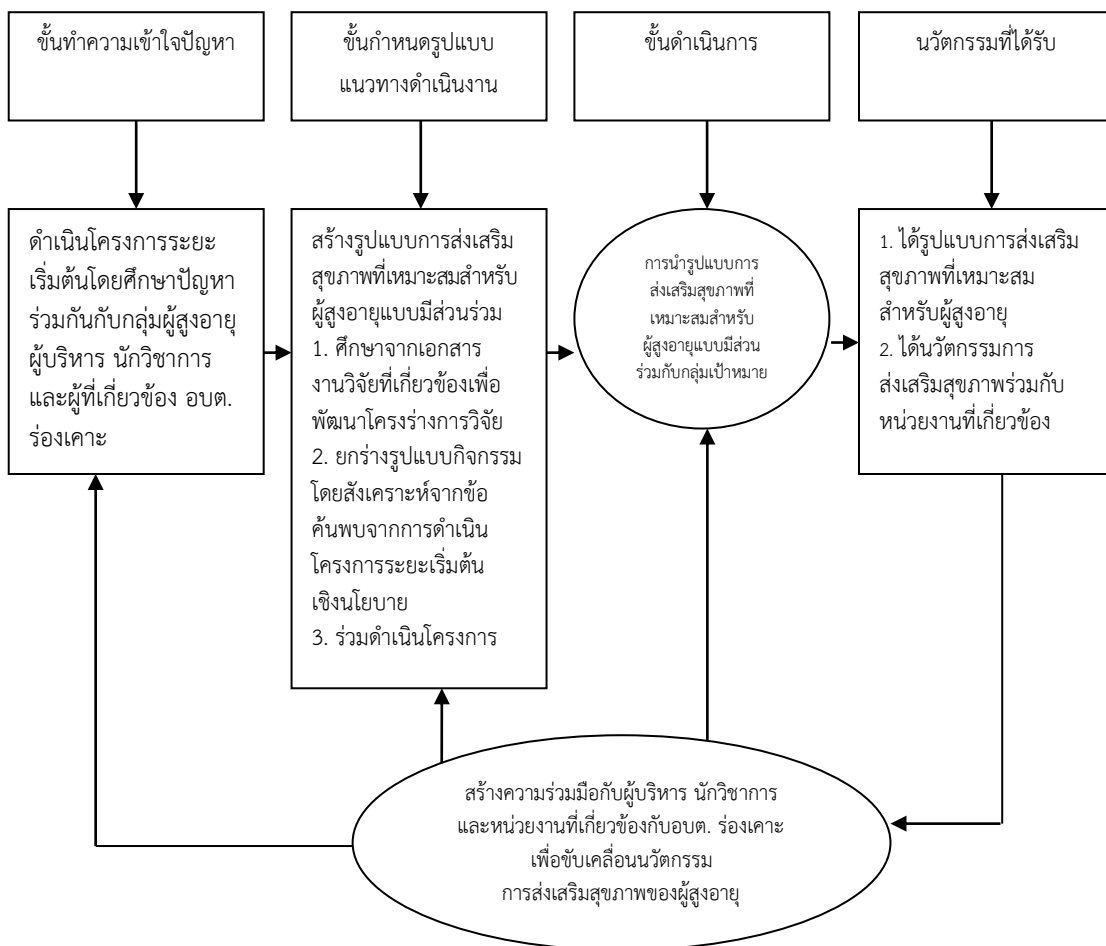 ขั้นทำความเข้าใจปัญหา
ขั้นกำหนดรูปแบบ
แนวทางดำเนินงาน
ขั้นดำเนินการ
นวัตกรรมที่ได้รับ
ดำเนินโครงการระยะ
เริ่มต้นโดยศึกษาปัญหา
ร่วมกันกับกลุ่มผู้สูงอายุ
ผู้บริหาร นักวิชาการ
และผู้ที่เกี่ยวข้อง อบต.
ร่องเคาะ
สร้างรูปแบบการส่งเสริม
สุขภาพที่เหมาะสมสำหรับ
ผู้สูงอายุแบบมีส่วนร่วม
1. ศึกษาจากเอกสาร
งานวิจัยที่เกี่ยวข้องเพื่อ
พัฒนาโครงร่างการวิจัย
2. ยกร่างรูปแบบกิจกรรม
โดยสังเคราะห์จากข้อ
ค้นพบจากการดำเนิน
โครงการระยะเริ่มต้น
เชิงนโยบาย
3. ร่วมดำเนินโครงการ
การนำรูปแบบการ
ส่งเสริมสุขภาพที่
เหมาะสมสำหรับ
ผู้สูงอายุแบบมีส่วน
ร่วมกับกลุ่มเป้าหมาย
1. ได้รูปแบบการส่งเสริม
สุขภาพที่เหมาะสม
สำหรับผู้สูงอายุ
2. ได้นวัตกรรมการ
ส่งเสริมสุขภาพร่วมกับ
หน่วยงานที่เกี่ยวข้อง
สร้างความร่วมมือกับผู้บริหาร นักวิชาการ
และหน่วยงานที่เกี่ยวข้องกับอบต. ร่องเคาะ
เพื่อขับเคลื่อนนวัตกรรม
การส่งเสริมสุขภาพของผู้สูงอายุ